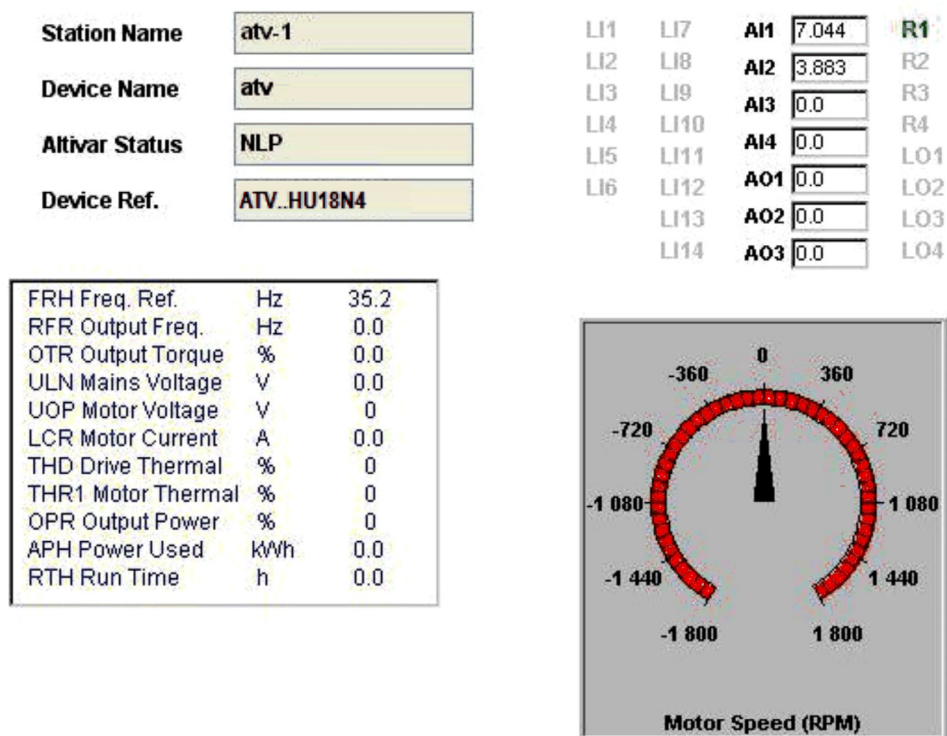 Station Name atv-1
Device Name atv
Altivar Status NLP
Device Ref. ATV..HU18N4
LI1 LI7 AI1 7.044 R1
LI2 LI8 AI2 3.883 R2
LI3 LI9 AI3 0.0 R3
LI4 LI10 AI4 0.0 R4
LI5 LI11 AO1 0.0 LO1
LI6 LI12 AO2 0.0 LO2
LI13 AO3 0.0 LO3
LI14 LO4
FRH Freq. Ref. Hz 35.2
RFR Output Freq. Hz 0.0
OTR Output Torque % 0.0
ULN Mains Voltage V 0.0
UOP Motor Voltage V 0
LCR Motor Current A 0.0
THD Drive Thermal % 0
THR1 Motor Thermal % 0
OPR Output Power % 0
APH Power Used kWh 0.0
RTH Run Time h 0.0
0
-360 360
-720 720
-1 080 1 080
-1 440 1 440
-1 800 1 800
Motor Speed (RPM)